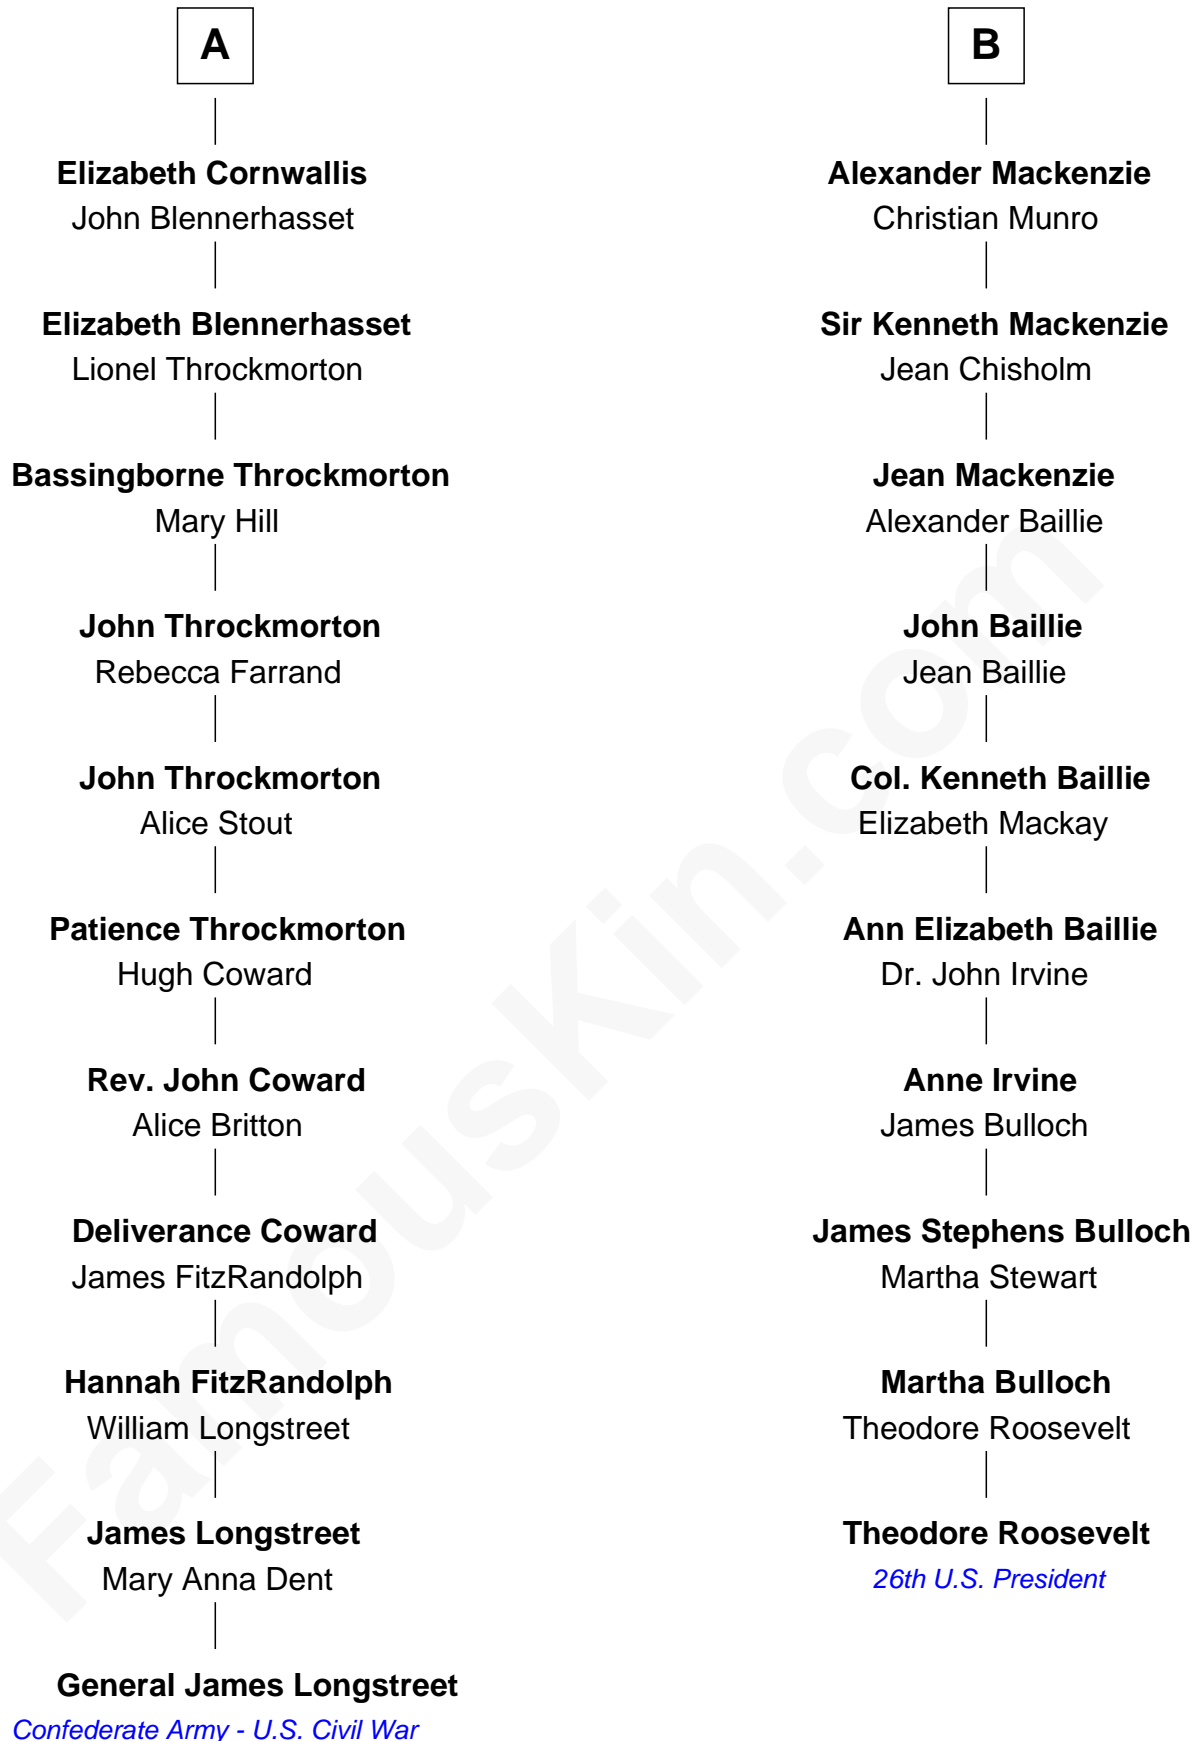 A
Elizabeth Cornwallis
John Blennerhasset
Elizabeth Blennerhasset
Lionel Throckmorton
Bassingborne Throckmorton
Mary Hill
John Throckmorton
Rebecca Farrand
John Throckmorton
Alice Stout
Patience Throckmorton
Hugh Coward
Rev. John Coward
Alice Britton
Deliverance Coward
James FitzRandolph
Hannah FitzRandolph
William Longstreet
James Longstreet
Mary Anna Dent
General James Longstreet
Confederate Army - U.S. Civil War
B
Alexander Mackenzie
Christian Munro
Sir Kenneth Mackenzie
Jean Chisholm
Jean Mackenzie
Alexander Baillie
John Baillie
Jean Baillie
Col. Kenneth Baillie
Elizabeth Mackay
Ann Elizabeth Baillie
Dr. John Irvine
Anne Irvine
James Bulloch
James Stephens Bulloch
Martha Stewart
Martha Bulloch
Theodore Roosevelt
Theodore Roosevelt
26th U.S. President
FamousKin.com